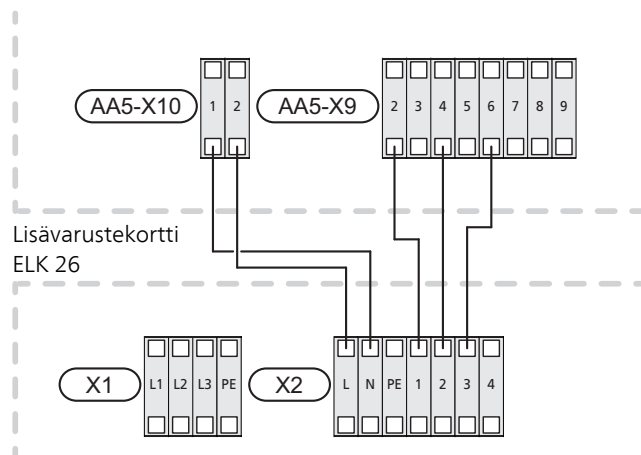 AA5-X10 1 2 AA5-X9 2 3 4 5 6 7 8 9
Lisävarustekortti
ELK 26
X1 L1 L2 L3 PE X2 L N PE 1 2 3 4